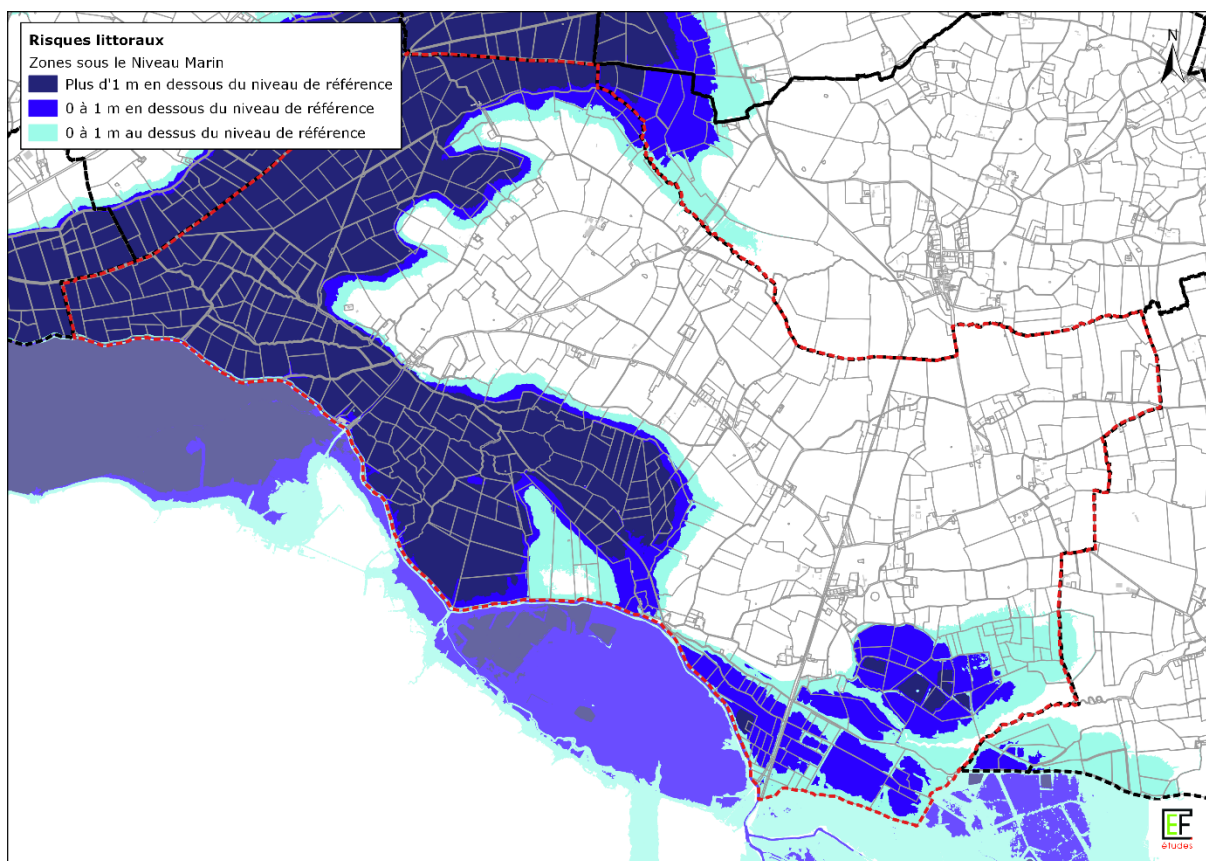 Risques littoraux
Zones sous le Niveau Marin
Plus d'1 m en dessous du niveau de référence
0 à 1 m en dessous du niveau de référence
0 à 1 m au dessus du niveau de référence
N
CEF
études